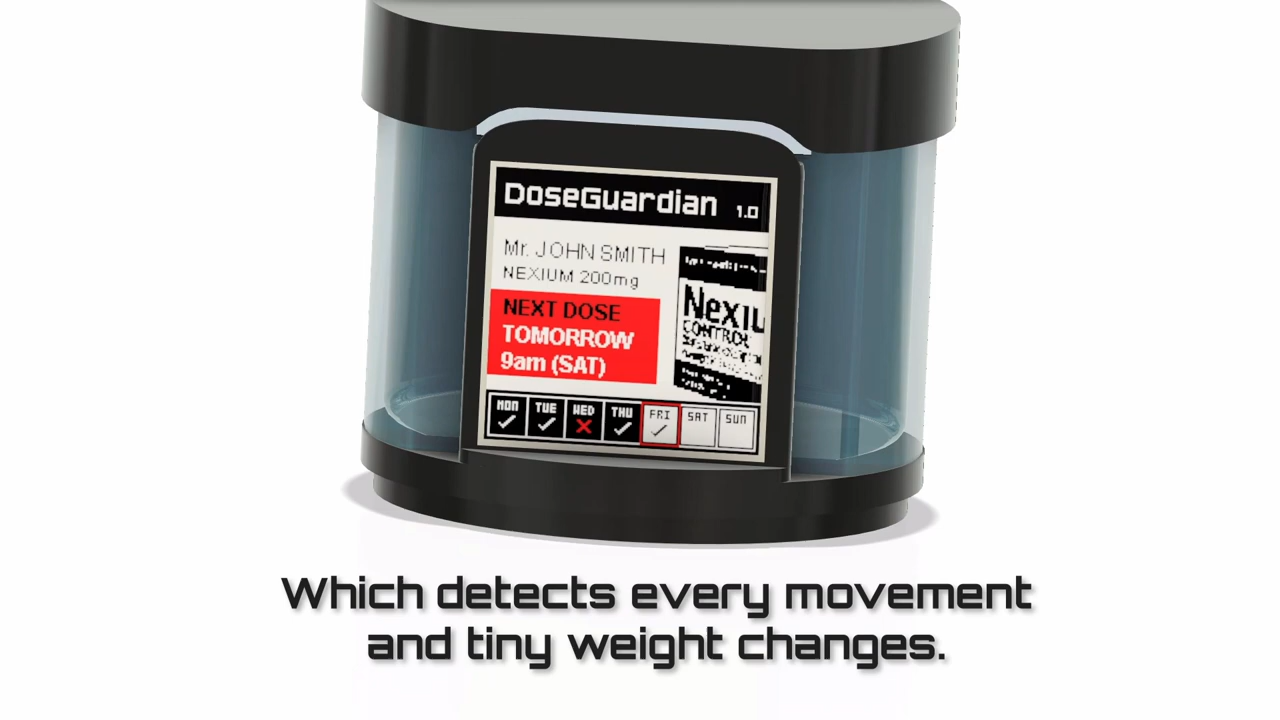 DoseGuardian 1.0
Mr. JOHN SMITH
NEXIUM 200mg
NEXT DOSE
TOMORROW
9am (SAT)
CONTROL
MON TUE WED THU FRI SAT SUN
Which detects every movement
and tiny weight changes.